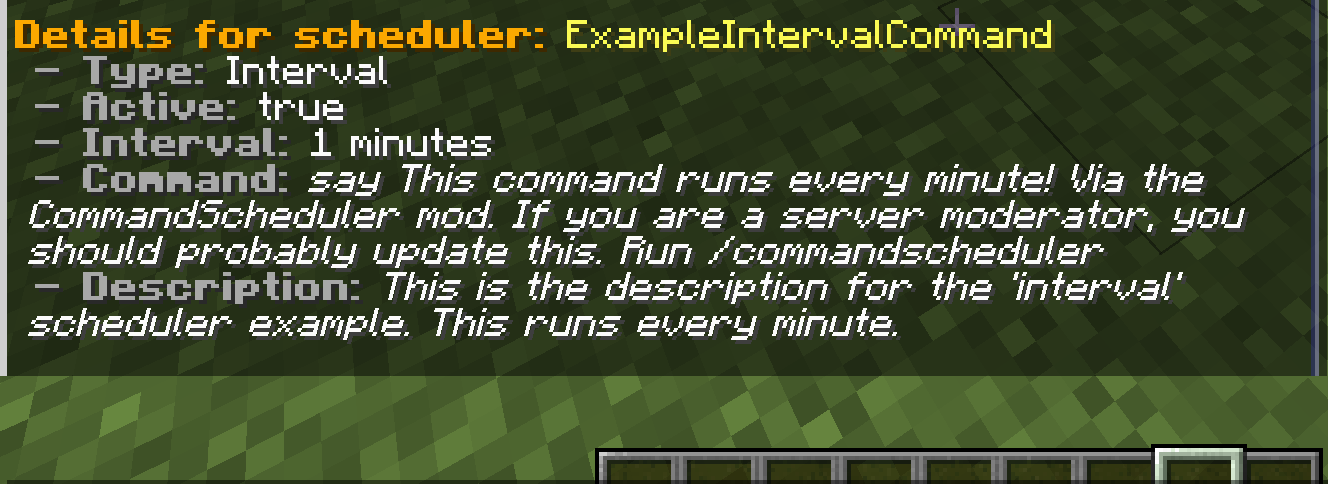 Details for scheduler: ExampleIntervalCommand
- Type: Interval
- Active: true
- Interval: 1 minutes
- Command: say This command runs every minute! Via the
CommandScheduler mod. If you are a server moderator, you
should probably update this. Run /commandscheduler
- Description: This is the description for the 'interval'
scheduler example. This runs every minute.